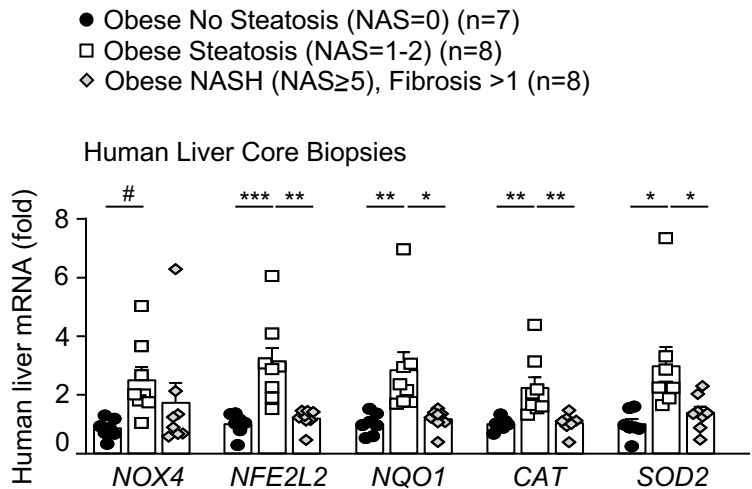 Obese No Steatosis (NAS=0) (n=7)
Obese Steatosis (NAS=1-2) (n=8)
Obese NASH (NAS≥5), Fibrosis >1 (n=8)
Human Liver Core Biopsies
# *** ** ** * ** ** * *
Human liver mRNA (fold)
8
6
4
2
0
NOX4 NFE2L2 NQO1 CAT SOD2